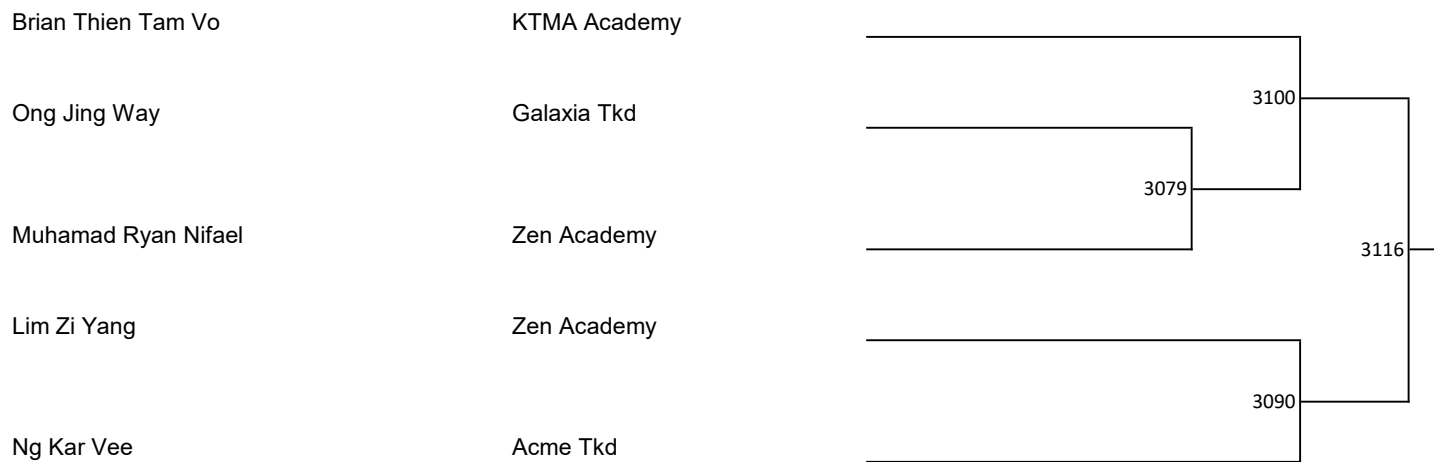 Brian Thien Tam Vo KTMA Academy
3100
Ong Jing Way Galaxia Tkd
3079
Muhamad Ryan Nifael Zen Academy
3116
Lim Zi Yang Zen Academy
3090
Ng Kar Vee Acme Tkd